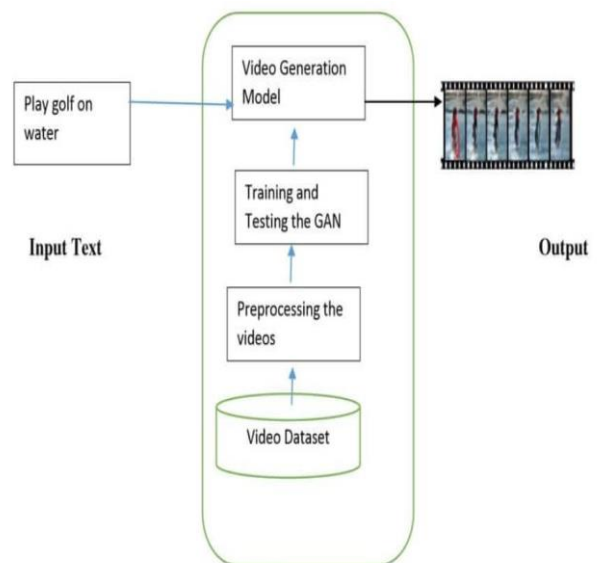 Play golf on
water
Input Text
Video Generation
Model
Training and
Testing the GAN
Preprocessing the
videos
Video Dataset
Output